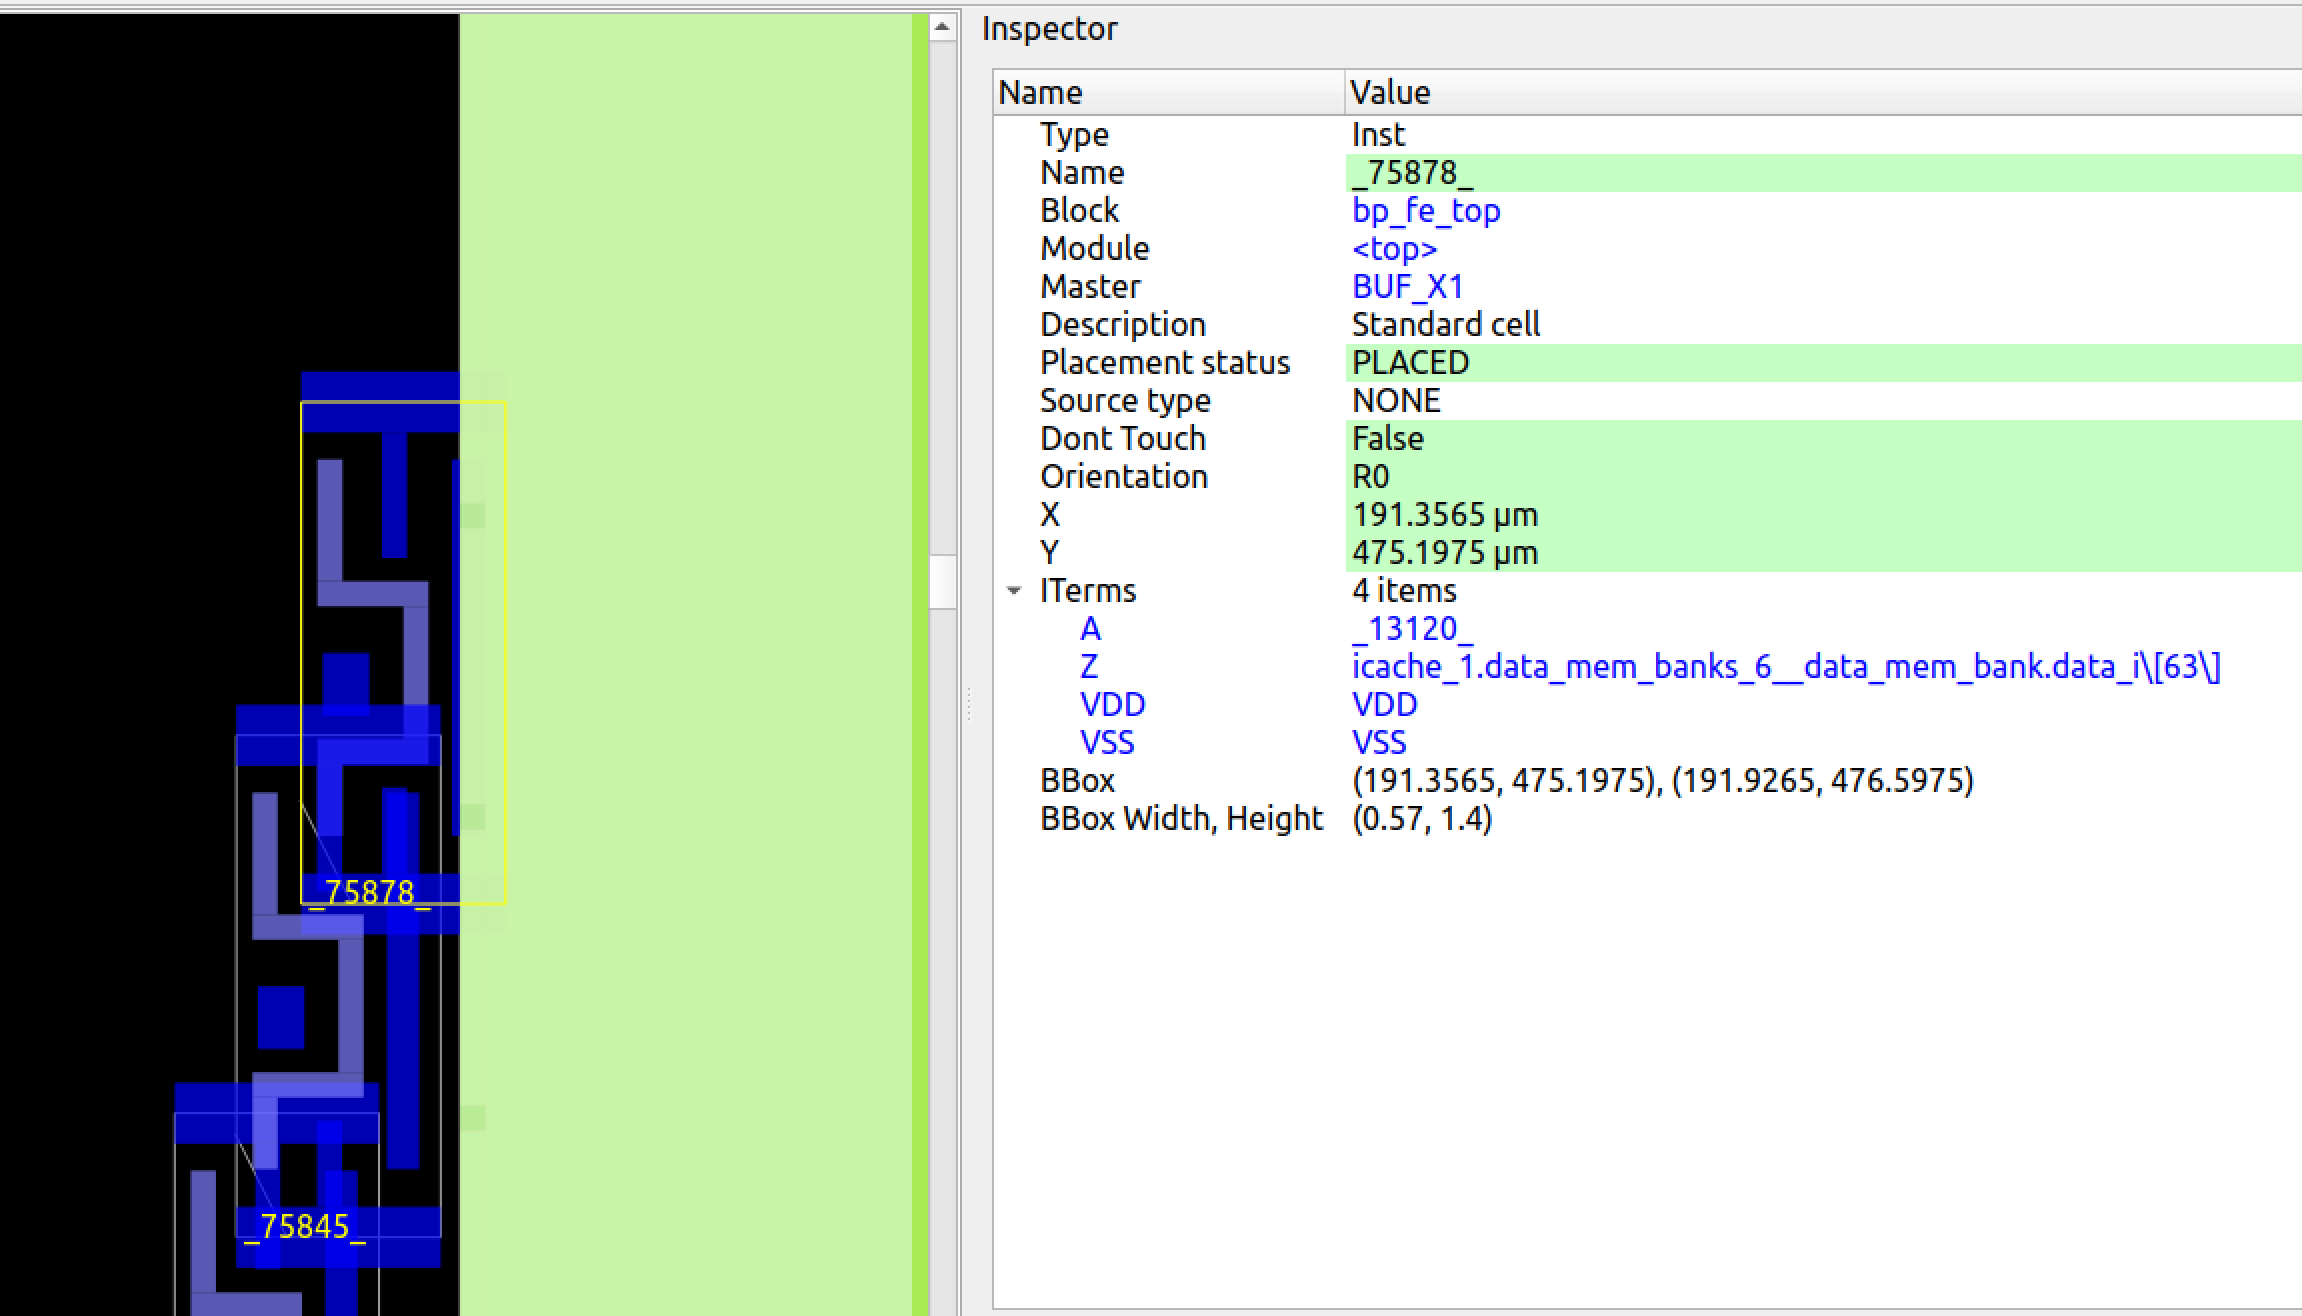 Inspector
Name Value
Type Inst
Name _75878_
Block bp_fe_top
Module <top>
Master BUF_X1
Description Standard cell
Placement status PLACED
Source type NONE
Dont Touch False
Orientation R0
X 191.3565 µm
Y 475.1975 µm
ITerms 4 items
A _13120_
Z icache_1.data_mem_banks_6__data_mem_bank.data_i\[63\]
VDD VDD
VSS VSS
BBox (191.3565, 475.1975), (191.9265, 476.5975)
BBox Width, Height (0.57, 1.4)
_75878_
_75845_